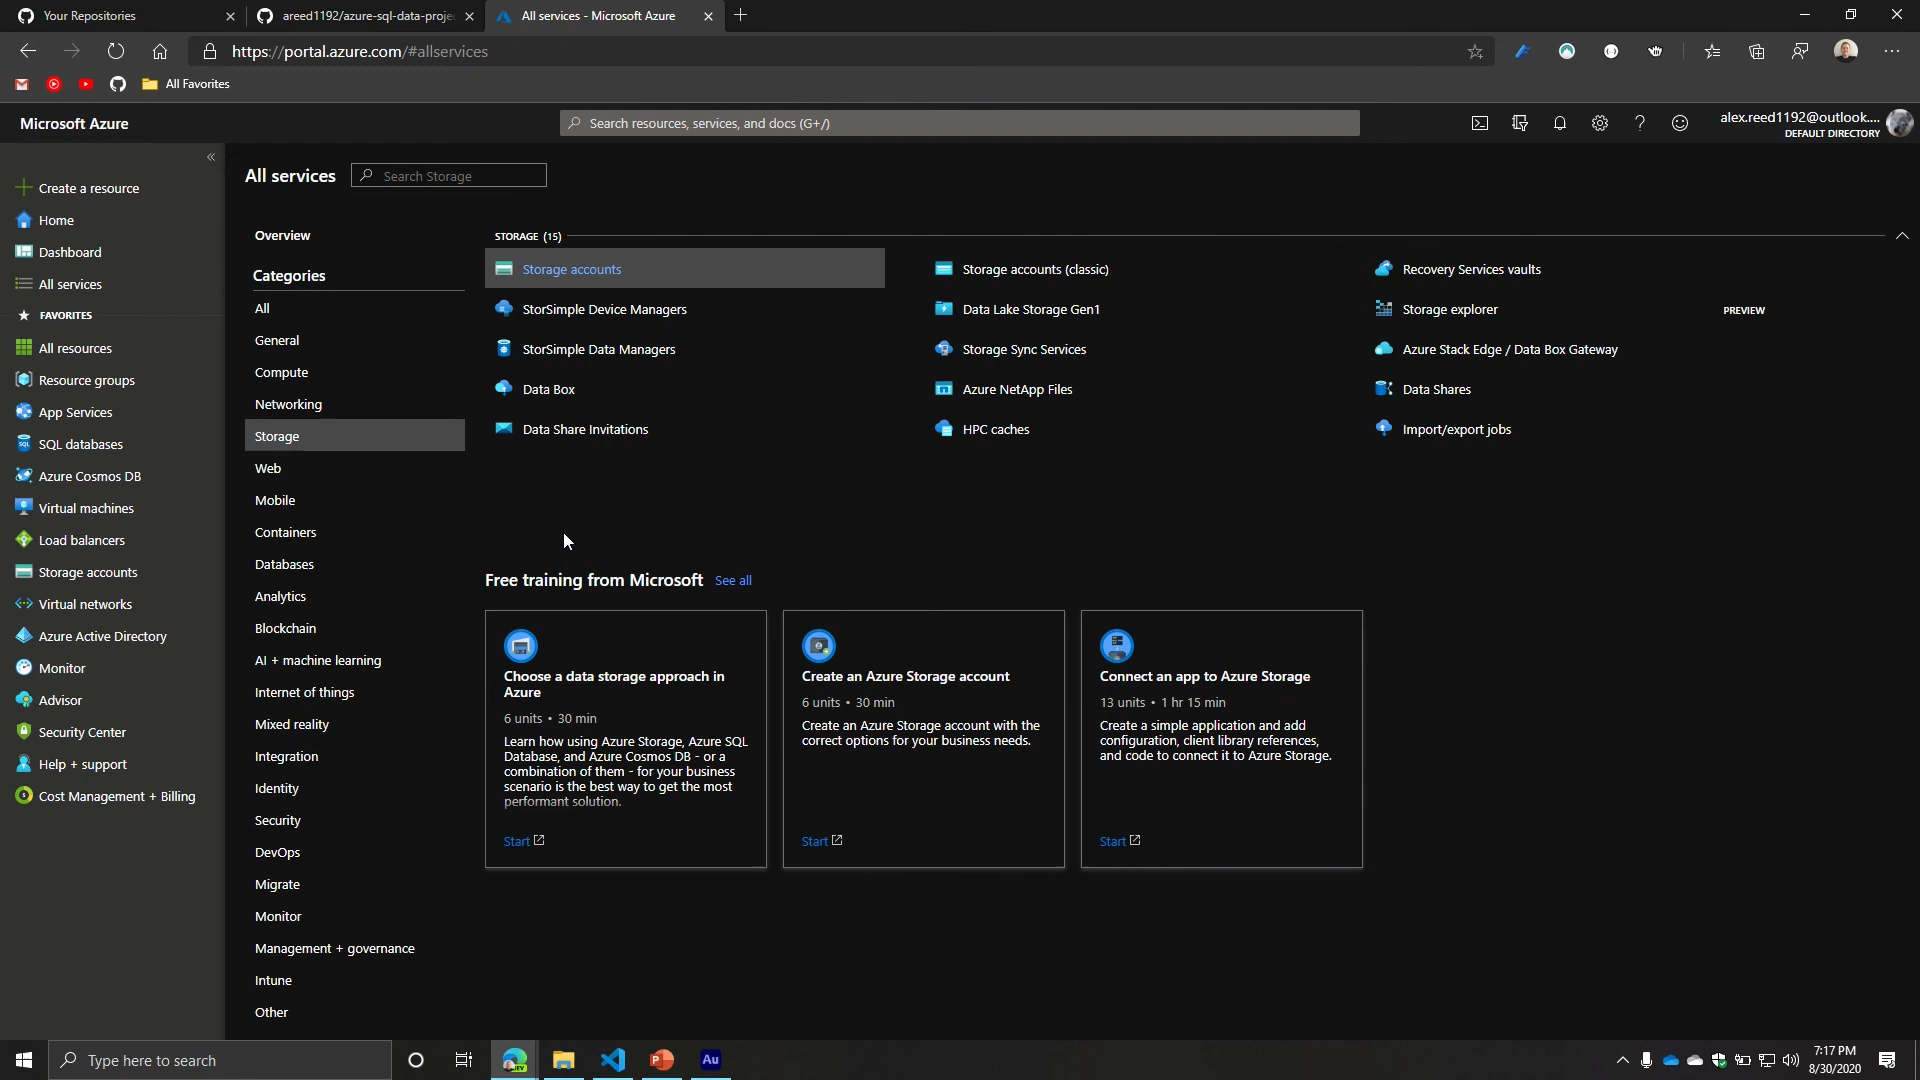 Your Repositories
areed1192/azure-sql-data-projec
All services - Microsoft Azure
https://portal.azure.com/#allservices
All Favorites
Microsoft Azure
Search resources, services, and docs (G+/)
alex.reed1192@outlook....
DEFAULT DIRECTORY
Create a resource
Home
Dashboard
All services
FAVORITES
All resources
Resource groups
App Services
SQL databases
Azure Cosmos DB
Virtual machines
Load balancers
Storage accounts
Virtual networks
Azure Active Directory
Monitor
Advisor
Security Center
Help + support
Cost Management + Billing
All services
Search Storage
Overview
Categories
All
General
Compute
Networking
Storage
Web
Mobile
Containers
Databases
Analytics
Blockchain
AI + machine learning
Internet of things
Mixed reality
Integration
Identity
Security
DevOps
Migrate
Monitor
Management + governance
Intune
Other
STORAGE (15)
Storage accounts
Storage accounts (classic)
Recovery Services vaults
StorSimple Device Managers
Data Lake Storage Gen1
Storage explorer
PREVIEW
StorSimple Data Managers
Storage Sync Services
Azure Stack Edge / Data Box Gateway
Data Box
Azure NetApp Files
Data Shares
Data Share Invitations
HPC caches
Import/export jobs
Free training from Microsoft
See all
Choose a data storage approach in
Azure
6 units • 30 min
Learn how using Azure Storage, Azure SQL
Database, and Azure Cosmos DB - or a
combination of them - for your business
scenario is the best way to get the most
performant solution.
Start
Create an Azure Storage account
6 units • 30 min
Create an Azure Storage account with the
correct options for your business needs.
Start
Connect an app to Azure Storage
13 units • 1 hr 15 min
Create a simple application and add
configuration, client library references,
and code to connect it to Azure Storage.
Start
Type here to search
Au
7:17 PM
8/30/2020